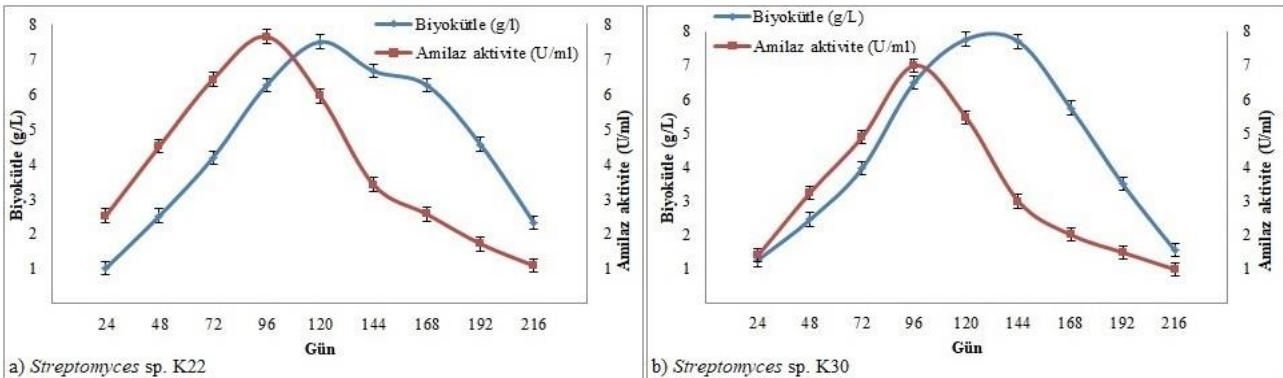 Biyokütle (g/l)
Amilaz aktivite (U/ml)
8
7
6
5
4
3
2
1
Biyokütle (g/L)
8
7
6
5
4
3
2
1
Amilaz aktivite (U/ml)
24 48 72 96 120 144 168 192 216
Gün
a) Streptomyces sp. K22
Biyokütle (g/L)
Amilaz aktivite (U/ml)
8
7
6
5
4
3
2
1
Biyokütle (g/L)
8
7
6
5
4
3
2
1
Amilaz aktivite (U/ml)
24 48 72 96 120 144 168 192 216
Gün
b) Streptomyces sp. K30